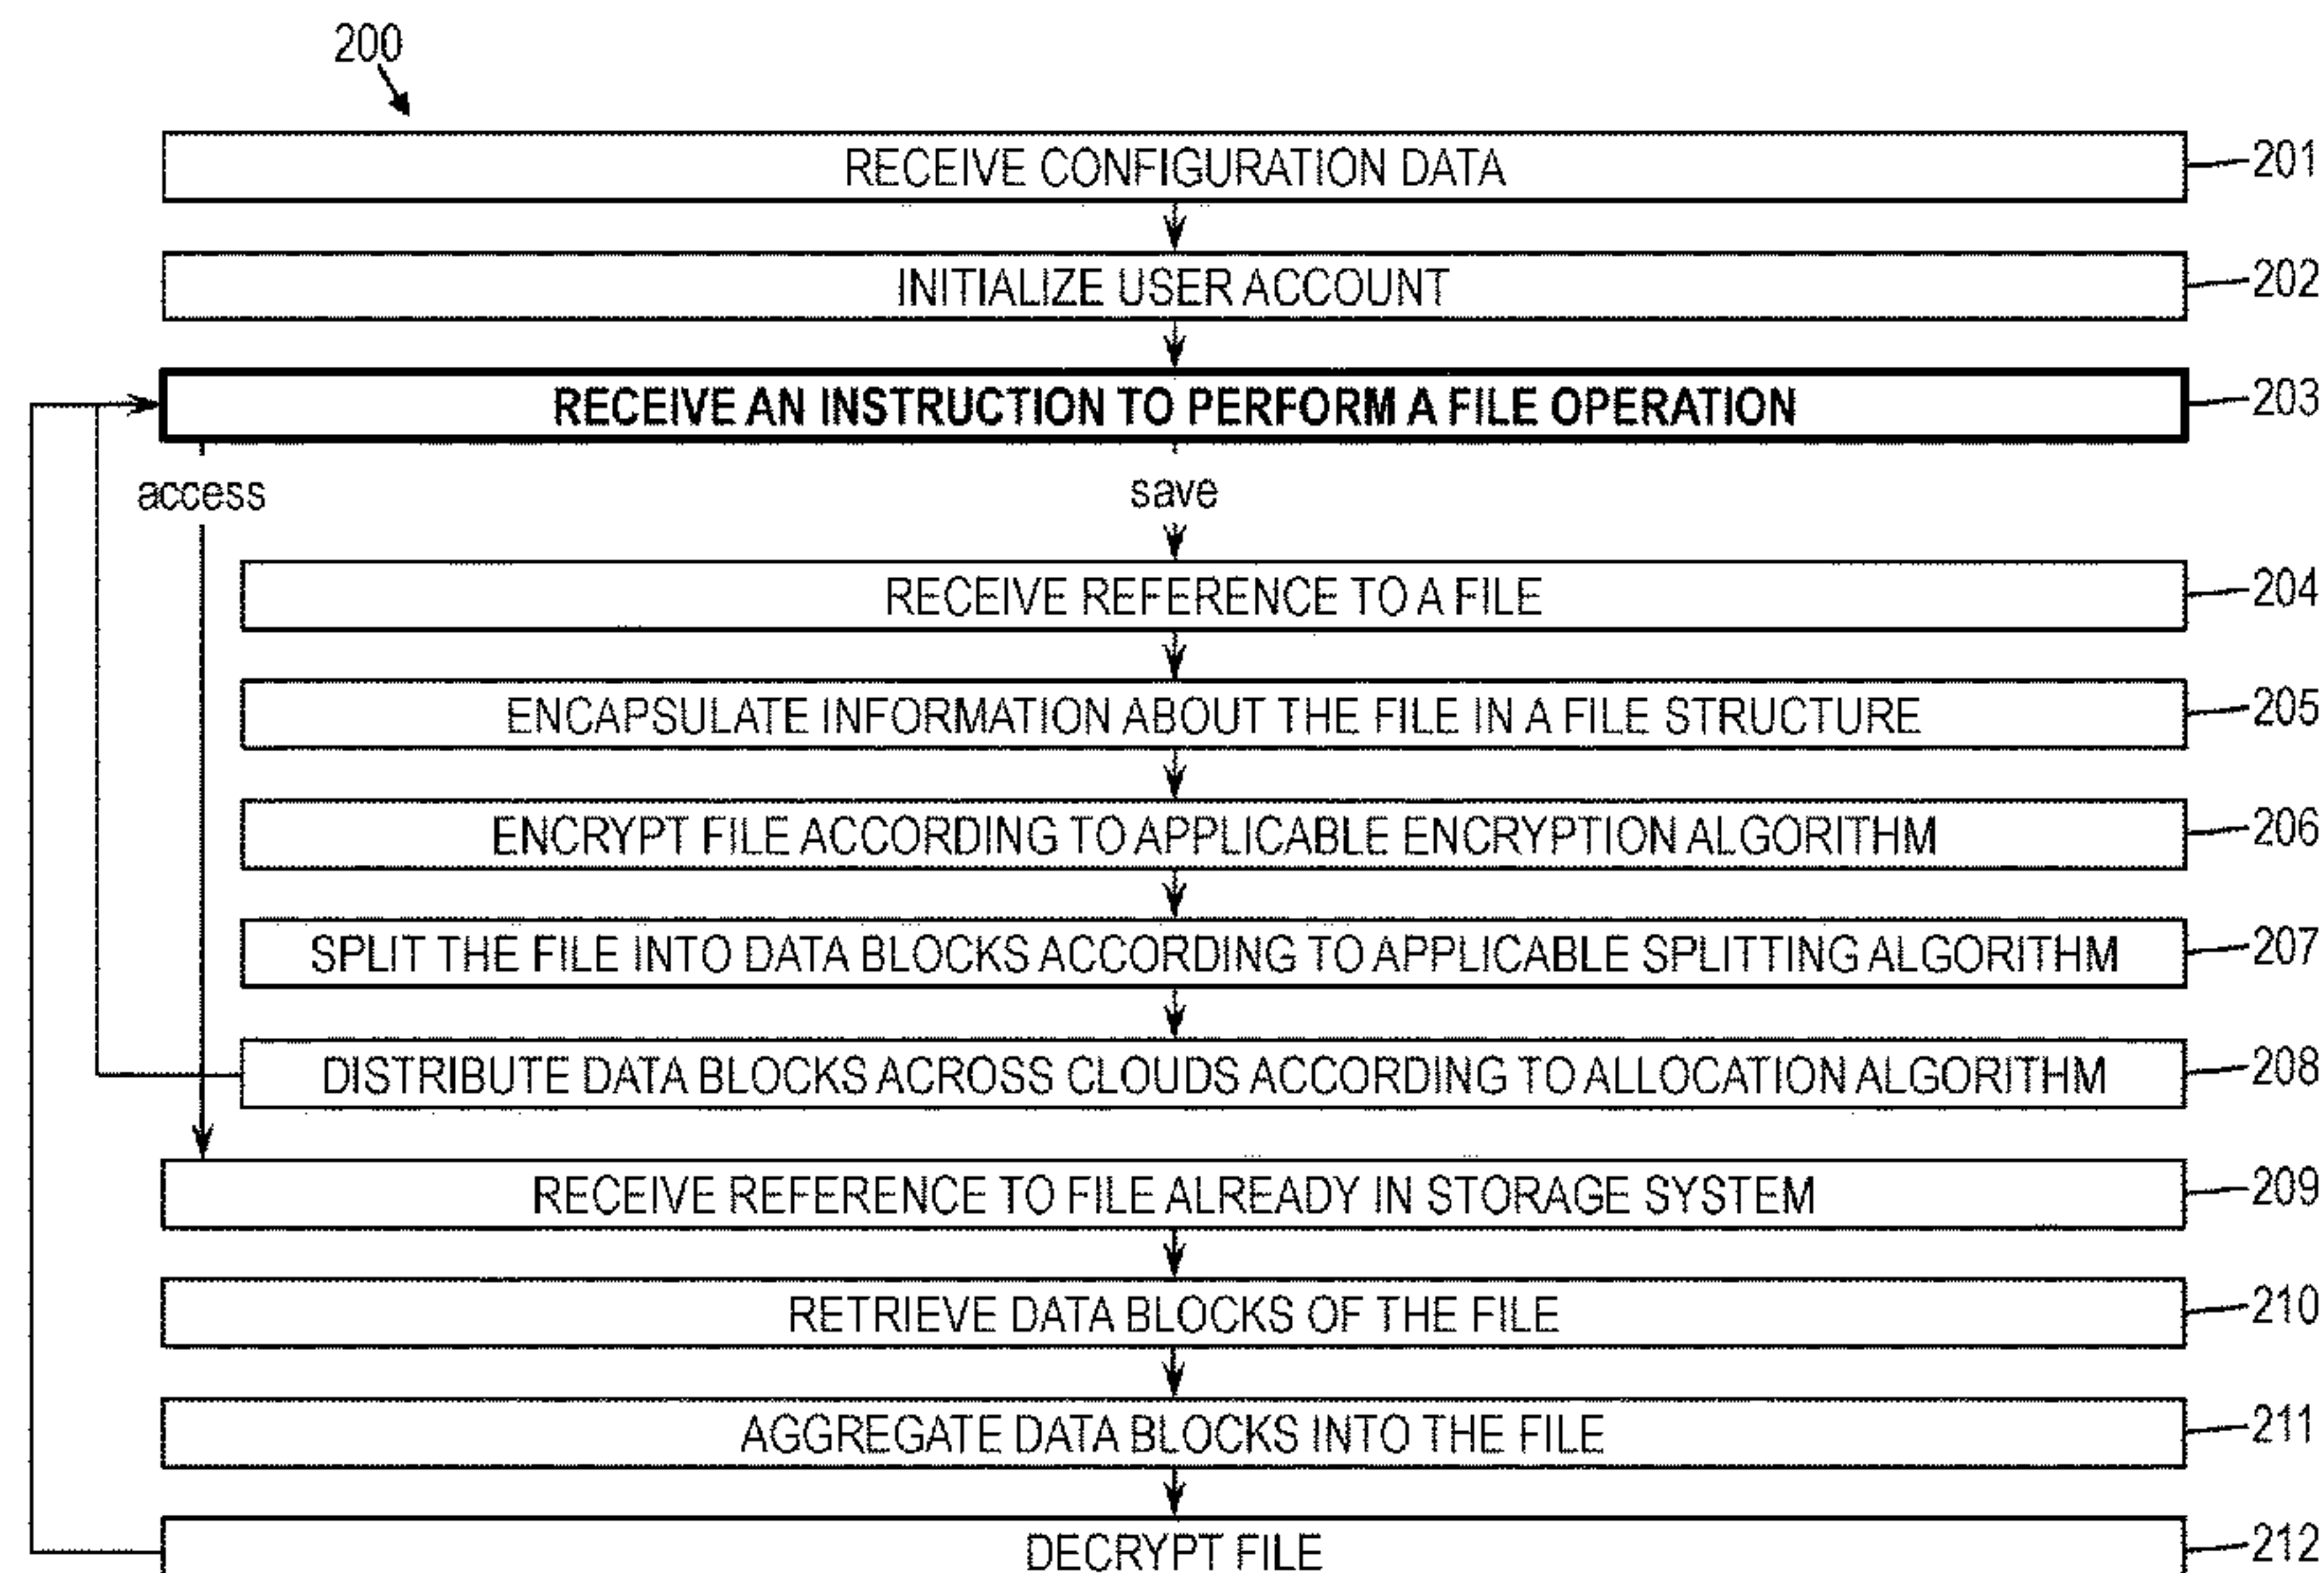 200
RECEIVE CONFIGURATION DATA 201
INITIALIZE USER ACCOUNT 202
RECEIVE AN INSTRUCTION TO PERFORM A FILE OPERATION 203
access save
RECEIVE REFERENCE TO A FILE 204
ENCAPSULATE INFORMATION ABOUT THE FILE IN A FILE STRUCTURE 205
ENCRYPT FILE ACCORDING TO APPLICABLE ENCRYPTION ALGORITHM 206
SPLIT THE FILE INTO DATA BLOCKS ACCORDING TO APPLICABLE SPLITTING ALGORITHM 207
DISTRIBUTE DATA BLOCKS ACROSS CLOUDS ACCORDING TO ALLOCATION ALGORITHM 208
RECEIVE REFERENCE TO FILE ALREADY IN STORAGE SYSTEM 209
RETRIEVE DATA BLOCKS OF THE FILE 210
AGGREGATE DATA BLOCKS INTO THE FILE 211
DECRYPT FILE 212